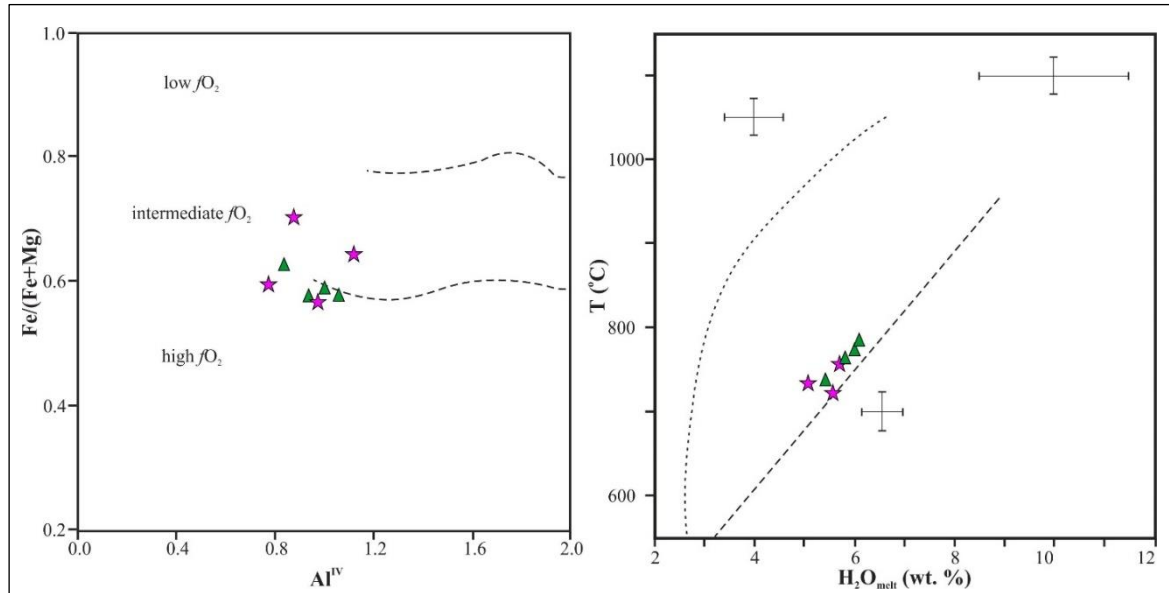 1.0
low fO₂
0.8
intermediate fO₂
Fe/(Fe+Mg)
0.6
high fO₂
0.4
0.2
0.0 0.4 0.8 1.2 1.6 2.0
Alᴵⱽ
1000
T (°C)
800
600
2 4 6 8 10 12
H₂Oₘₑₗₜ (wt. %)